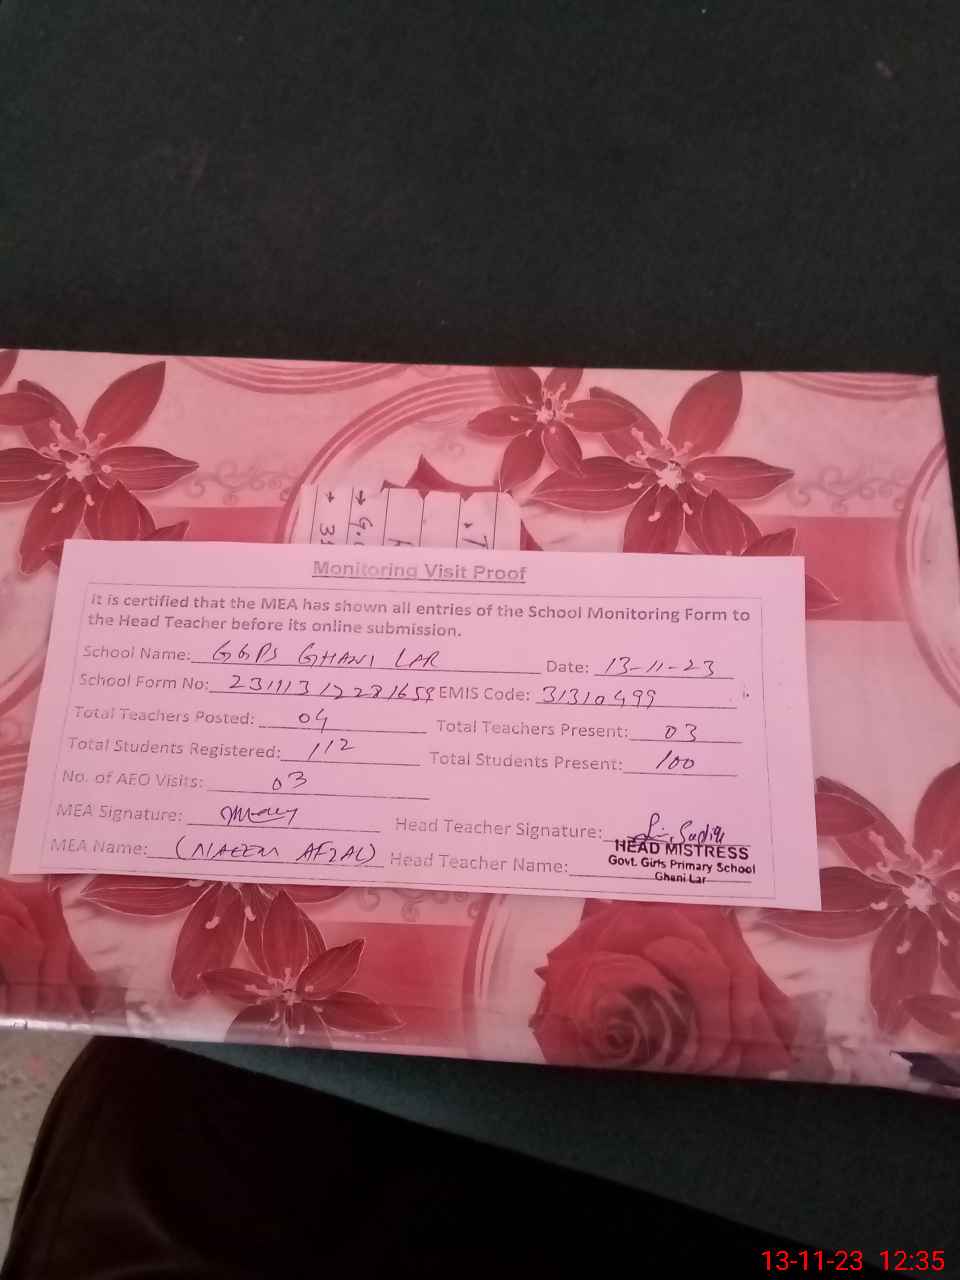 Monitoring Visit Proof
It is certified that the MEA has shown all entries of the School Monitoring Form to
the Head Teacher before its online submission.
School Name: GGPS GHANI LAR Date: 13-11-23
School Form No: EMIS Code: 31310499
Total Teachers Posted: 04 Total Teachers Present: 03
Total Students Registered: 112 Total Students Present: 100
No. of AEO Visits: 03
MEA Signature: Head Teacher Signature:
HEAD MISTRESS
MEA Name: (NAEEM AFZAL) Head Teacher Name:
Govt. Girls Primary School
Ghani Lar
13-11-23 12:35